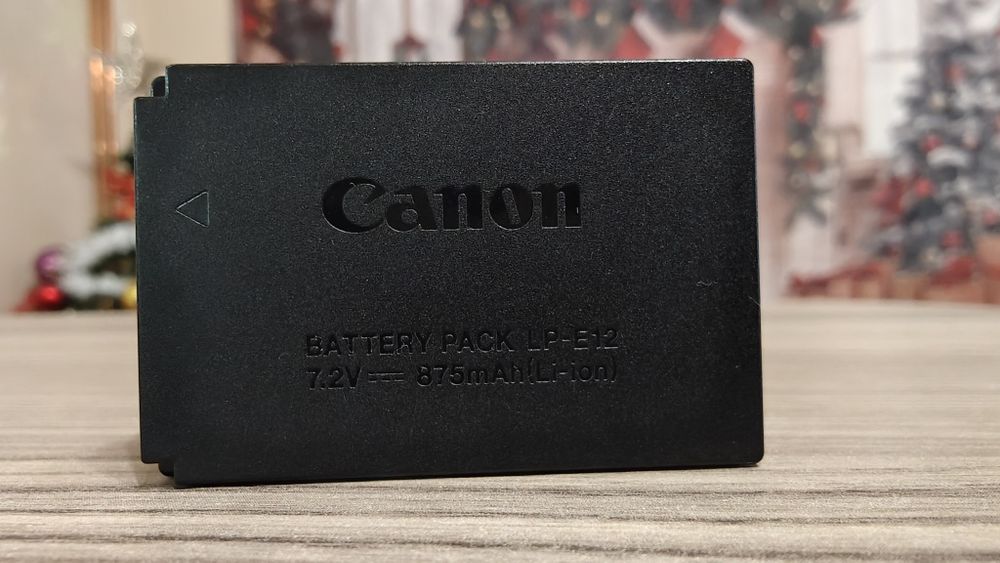 Canon
BATTERY PACK LP-E12
7.2V⎓ 875mAh(Li-ion)